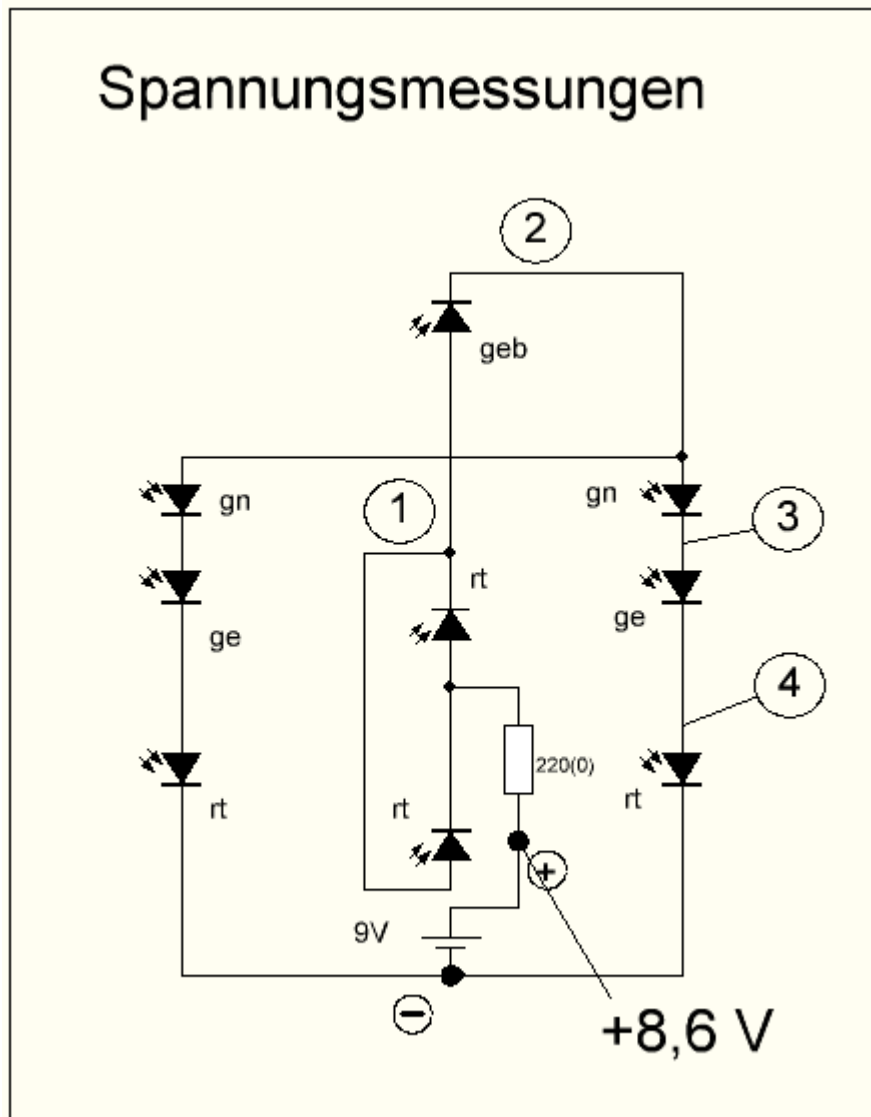 Spannungsmessungen
2
geb
gn
1
gn
3
rt
ge
ge
4
220(0)
rt
rt
rt
+
9V
−
+8,6 V